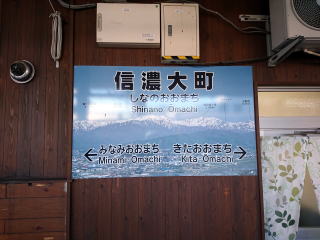 信濃大町
しなのおおまち
Shinano Omachi
←みなみおおまち きたおおまち→
Minami Omachi Kita Omachi